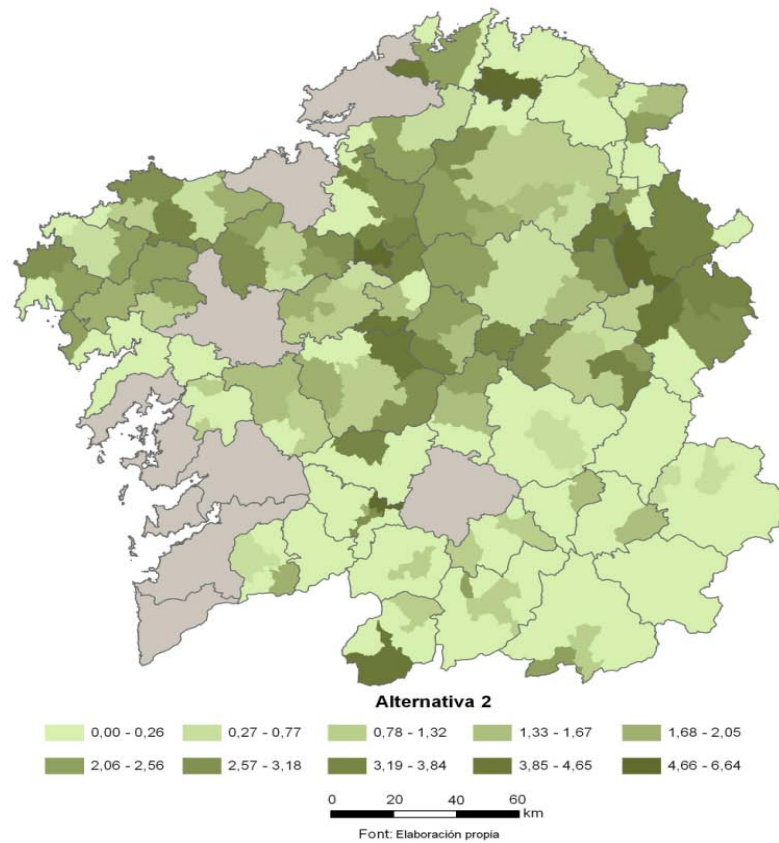 Alternativa 2
0,00 - 0,26 0,27 - 0,77 0,78 - 1,32 1,33 - 1,67 1,68 - 2,05
2,06 - 2,56 2,57 - 3,18 3,19 - 3,84 3,85 - 4,65 4,66 - 6,64
0 20 40 60
km
Font: Elaboración propia